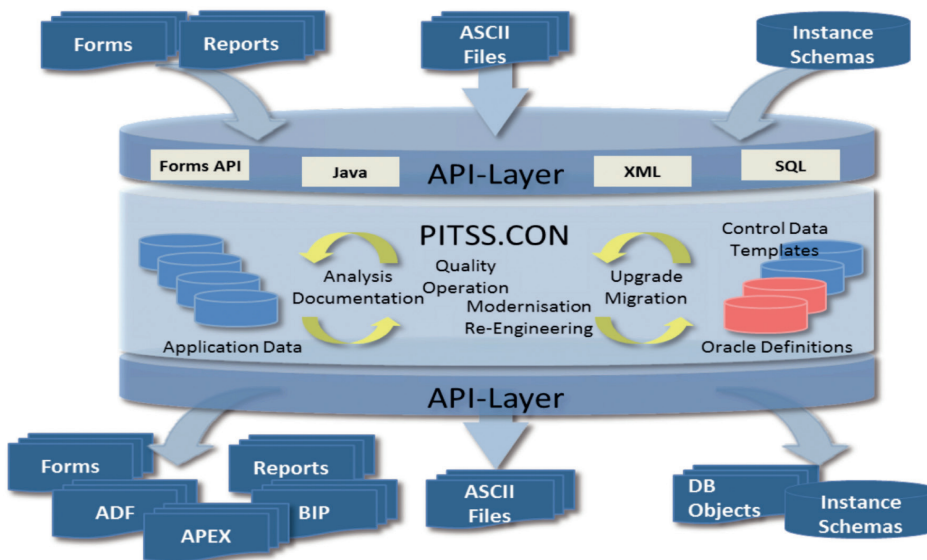 Forms
Reports
ASCII
Files
Instance
Schemas
Forms API
Java
API-Layer
XML
SQL
PITSS.CON
Control Data
Templates
Analysis
Documentation
Quality
Operation
Modernisation
Re-Engineering
Upgrade
Migration
Application Data
Oracle Definitions
API-Layer
Forms
Reports
ADF
BIP
APEX
ASCII
Files
DB
Objects
Instance
Schemas